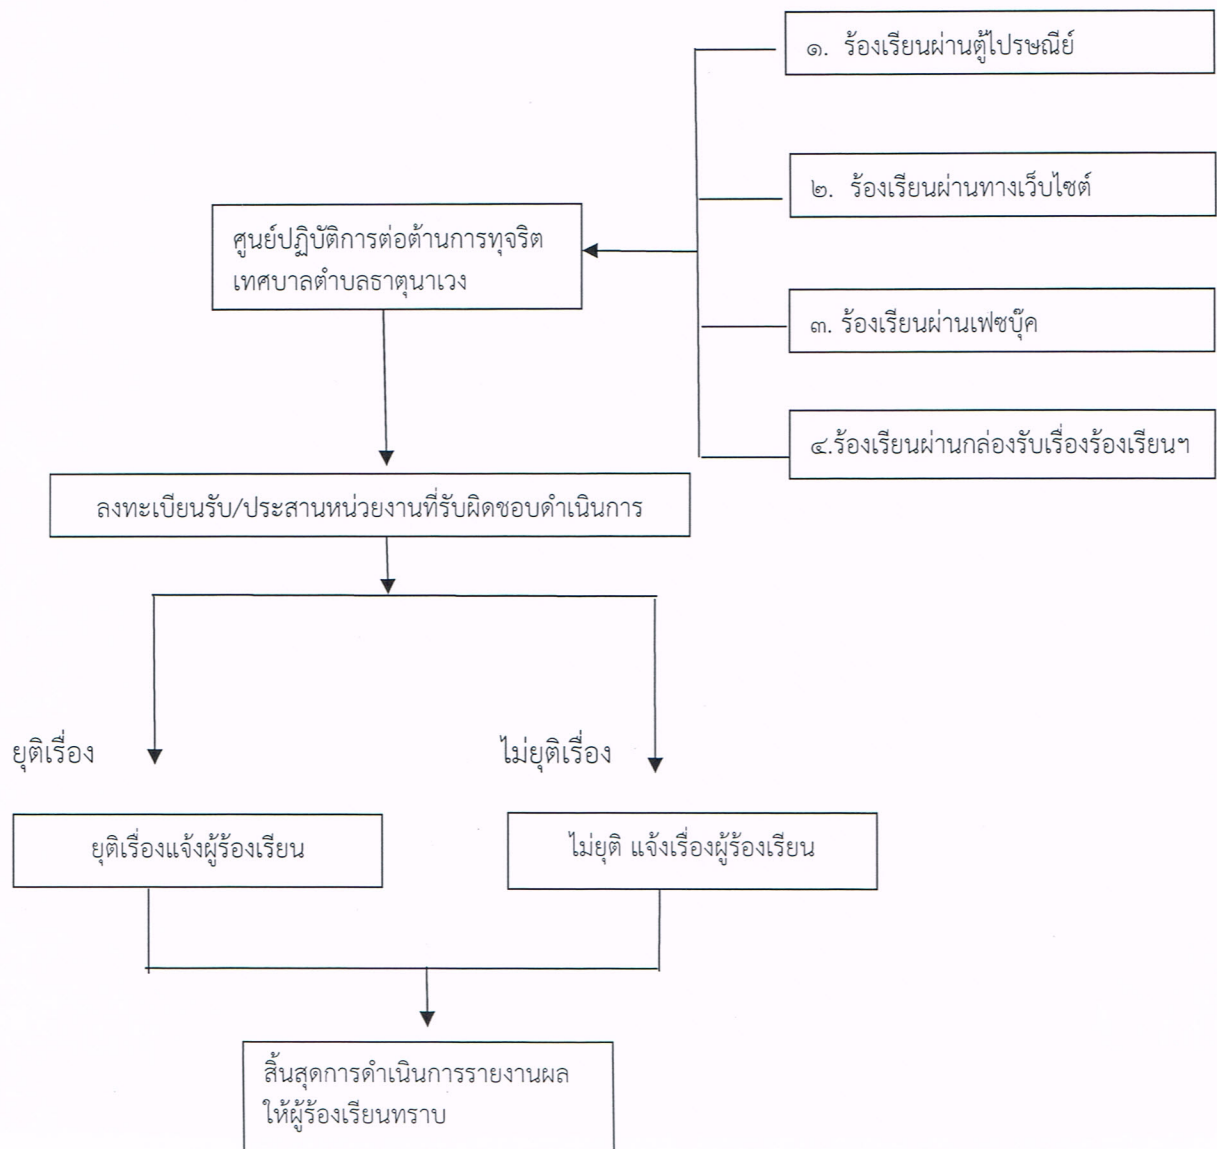 ๑. ร้องเรียนผ่านตู้ไปรษณีย์
๒. ร้องเรียนผ่านทางเว็บไซต์
ศูนย์ปฏิบัติการต่อต้านการทุจริต
เทศบาลตำบลธาตุนาเวง
๓. ร้องเรียนผ่านเฟซบุ๊ค
๔.ร้องเรียนผ่านกล่องรับเรื่องร้องเรียนฯ
ลงทะเบียนรับ/ประสานหน่วยงานที่รับผิดชอบดำเนินการ
ยุติเรื่อง
ไม่ยุติเรื่อง
ยุติเรื่องแจ้งผู้ร้องเรียน
ไม่ยุติ แจ้งเรื่องผู้ร้องเรียน
สิ้นสุดการดำเนินการรายงานผล
ให้ผู้ร้องเรียนทราบ